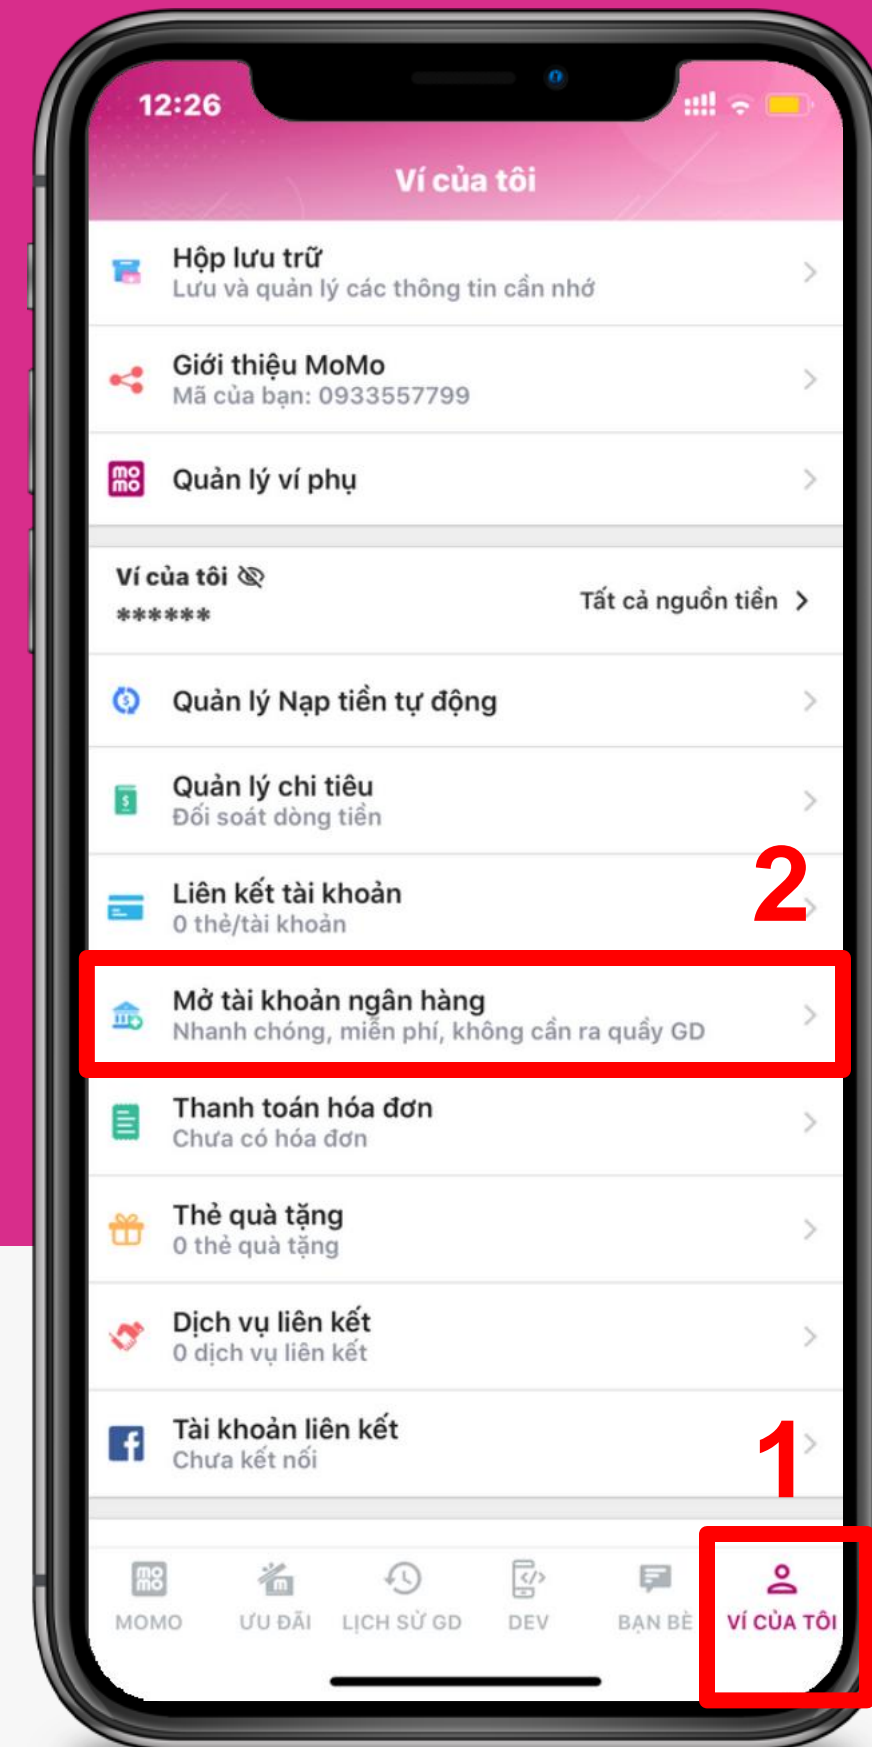 12:26
Ví của tôi
Hộp lưu trữ
Lưu và quản lý các thông tin cần nhớ
Giới thiệu MoMo
Mã của bạn: 0933557799
mo
mo
Quản lý ví phụ
Ví của tôi
******
Tất cả nguồn tiền >
Quản lý Nạp tiền tự động
Quản lý chi tiêu
Đối soát dòng tiền
2
Liên kết tài khoản
0 thẻ/tài khoản
Mở tài khoản ngân hàng
Nhanh chóng, miễn phí, không cần ra quầy GD
Thanh toán hóa đơn
Chưa có hóa đơn
Thẻ quà tặng
0 thẻ quà tặng
Dịch vụ liên kết
0 dịch vụ liên kết
Tài khoản liên kết
Chưa kết nối
1
mo
mo
MOMO
ƯU ĐÃI
LỊCH SỬ GD
DEV
BẠN BÈ
VÍ CỦA TÔI